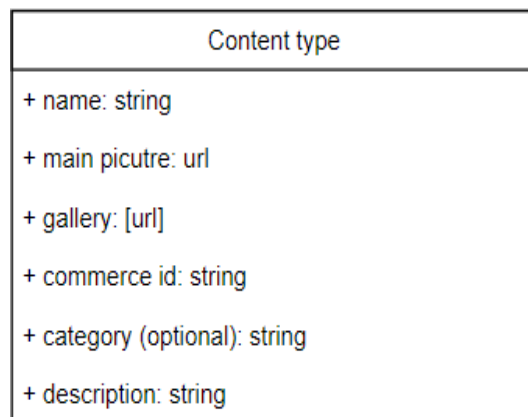 Content type
+ name: string
+ main picutre: url
+ gallery: [url]
+ commerce id: string
+ category (optional): string
+ description: string